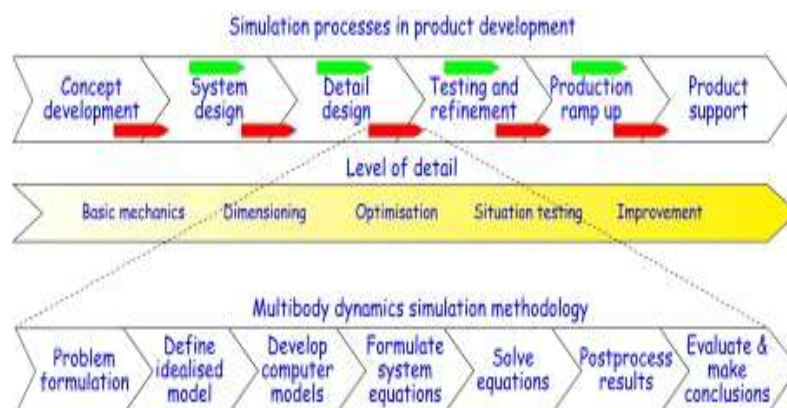 Simulation processes in product development
Concept
development
System
design
Detail
design
Testing and
refinement
Production
ramp up
Product
support
Level of detail
Basic mechanics
Dimensioning
Optimisation
Situation testing
Improvement
Multibody dynamics simulation methodology
Problem
formulation
Define
idealised
model
Develop
computer
models
Formulate
system
equations
Solve
equations
Postprocess
results
Evaluate &
make
conclusions